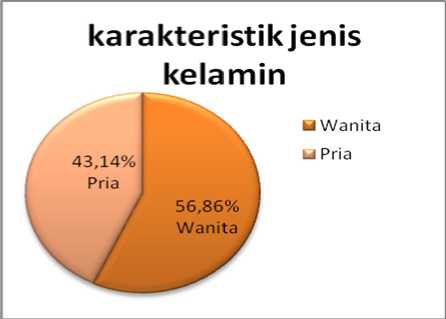 karakteristik jenis
kelamin
43,14%
Pria
56,86%
Wanita
Wanita
Pria